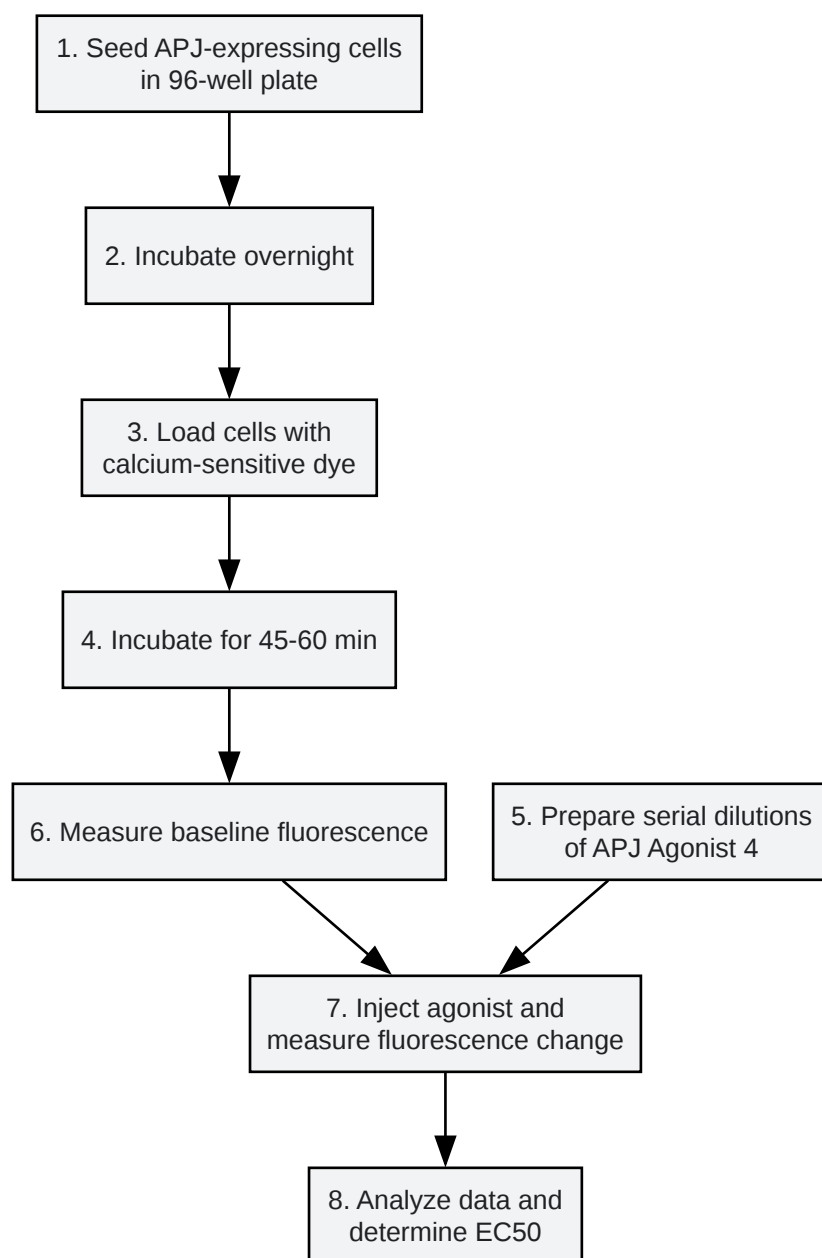 1. Seed APJ-expressing cells
in 96-well plate
2. Incubate overnight
3. Load cells with
calcium-sensitive dye
4. Incubate for 45-60 min
6. Measure baseline fluorescence
5. Prepare serial dilutions
of APJ Agonist 4
7. Inject agonist and
measure fluorescence change
8. Analyze data and
determine EC50